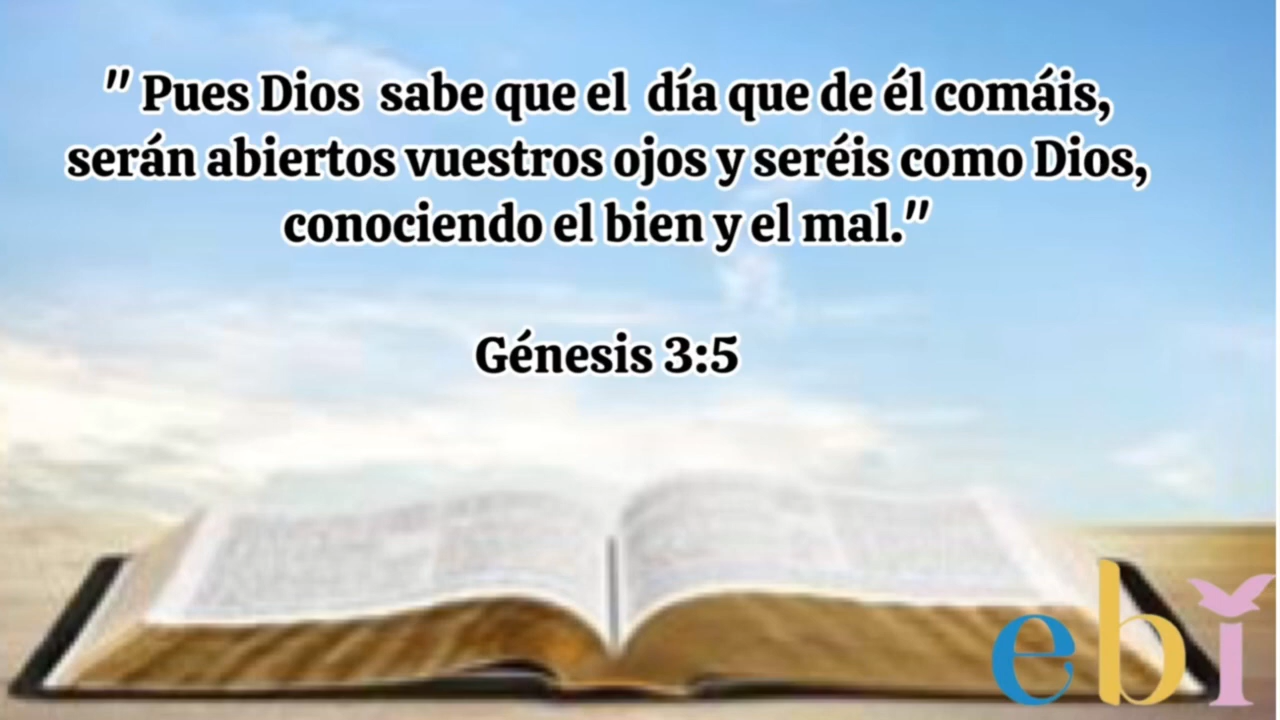 " Pues Dios  sabe que el  día que de él comáis,
serán abiertos vuestros ojos y seréis como Dios,
conociendo el bien y el mal."
Génesis 3:5
ebi